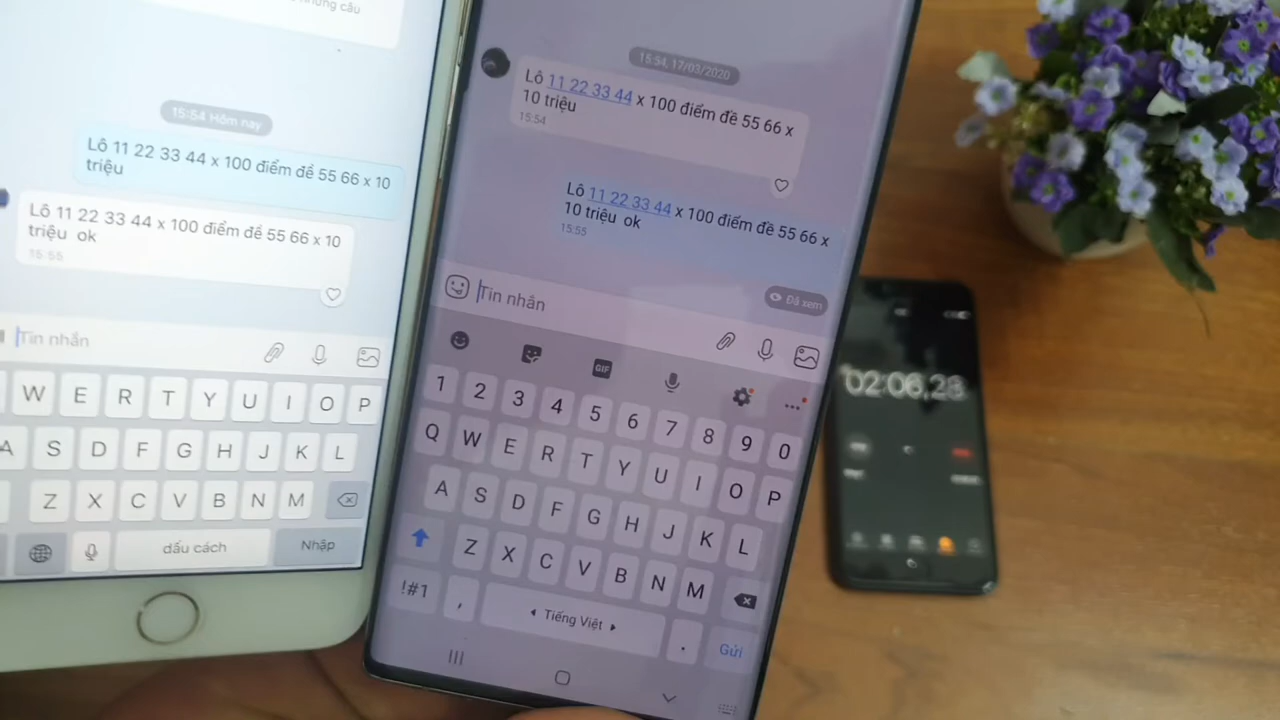 những câu
15:54 Hôm nay
Lô 11 22 33 44 x 100 điểm đề 55 66 x 10
triệu
Lô 11 22 33 44 x 100 điểm đề 55 66 x 10
triệu ok
15:55
Tin nhắn
W E R T Y U I O P
A S D F G H J K L
Z X C V B N M
dấu cách
Nhập
15:54, 17/03/2020
Lô 11 22 33 44 x 100 điểm đề 55 66 x
10 triệu
15:54
Lô 11 22 33 44 x 100 điểm đề 55 66 x
10 triệu ok
15:55
Đã xem
Tin nhắn
GIF
1 2 3 4 5 6 7 8 9 0
Q W E R T Y U I O P
A S D F G H J K L
Z X C V B N M
!#1 , Tiếng Việt . Gửi
02:06,28